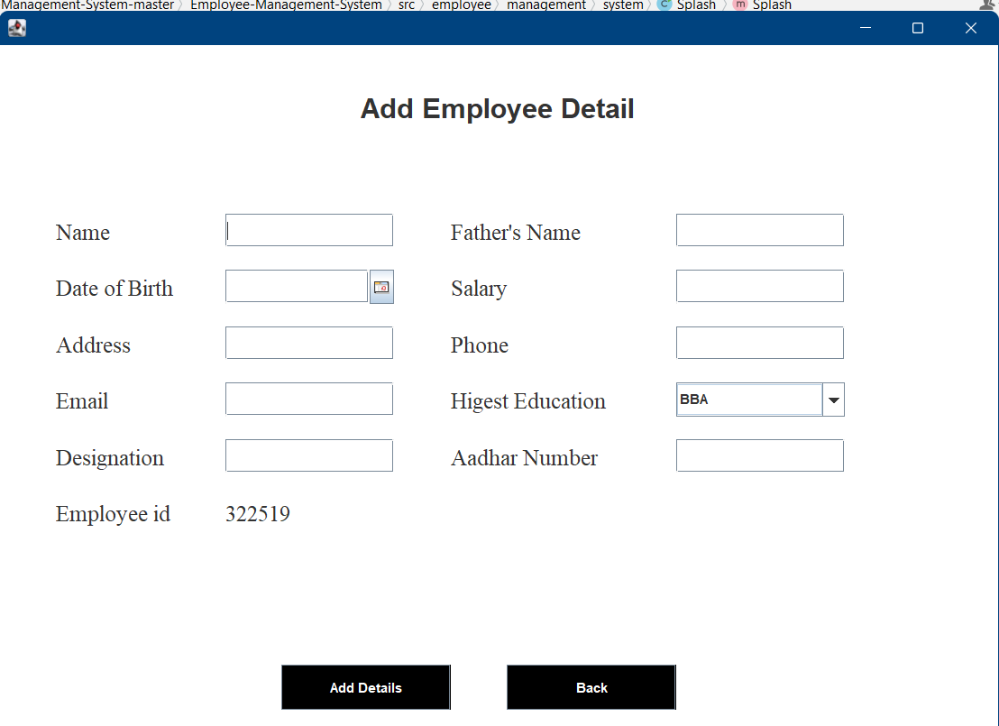 Management-System-master 〉 Employee-Management-System 〉 src 〉 employee 〉 management 〉 system 〉 C Splash 〉 m Splash
Add Employee Detail
Name
Father's Name
Date of Birth
Salary
Address
Phone
Email
Higest Education BBA
Designation
Aadhar Number
Employee id 322519
Add Details
Back